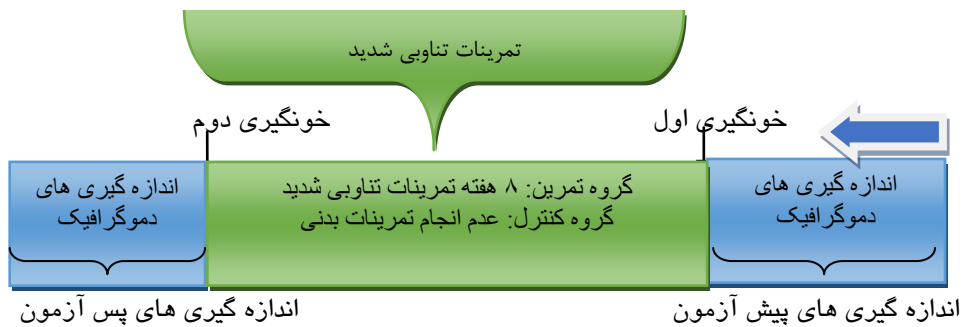 تمرینات تناوبی شدید
خونگیری اول
خونگیری دوم
اندازه گیری های
دموگرافیک
گروه تمرین: ۸ هفته تمرینات تناوبی شدید
گروه کنترل: عدم انجام تمرینات بدنی
اندازه گیری های
دموگرافیک
اندازه گیری های پیش آزمون
اندازه گیری های پس آزمون